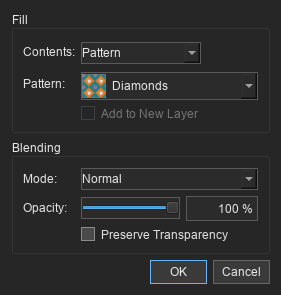 Fill
Contents: Pattern
Pattern: Diamonds
Add to New Layer
Blending
Mode: Normal
Opacity: 100 %
Preserve Transparency
OK Cancel